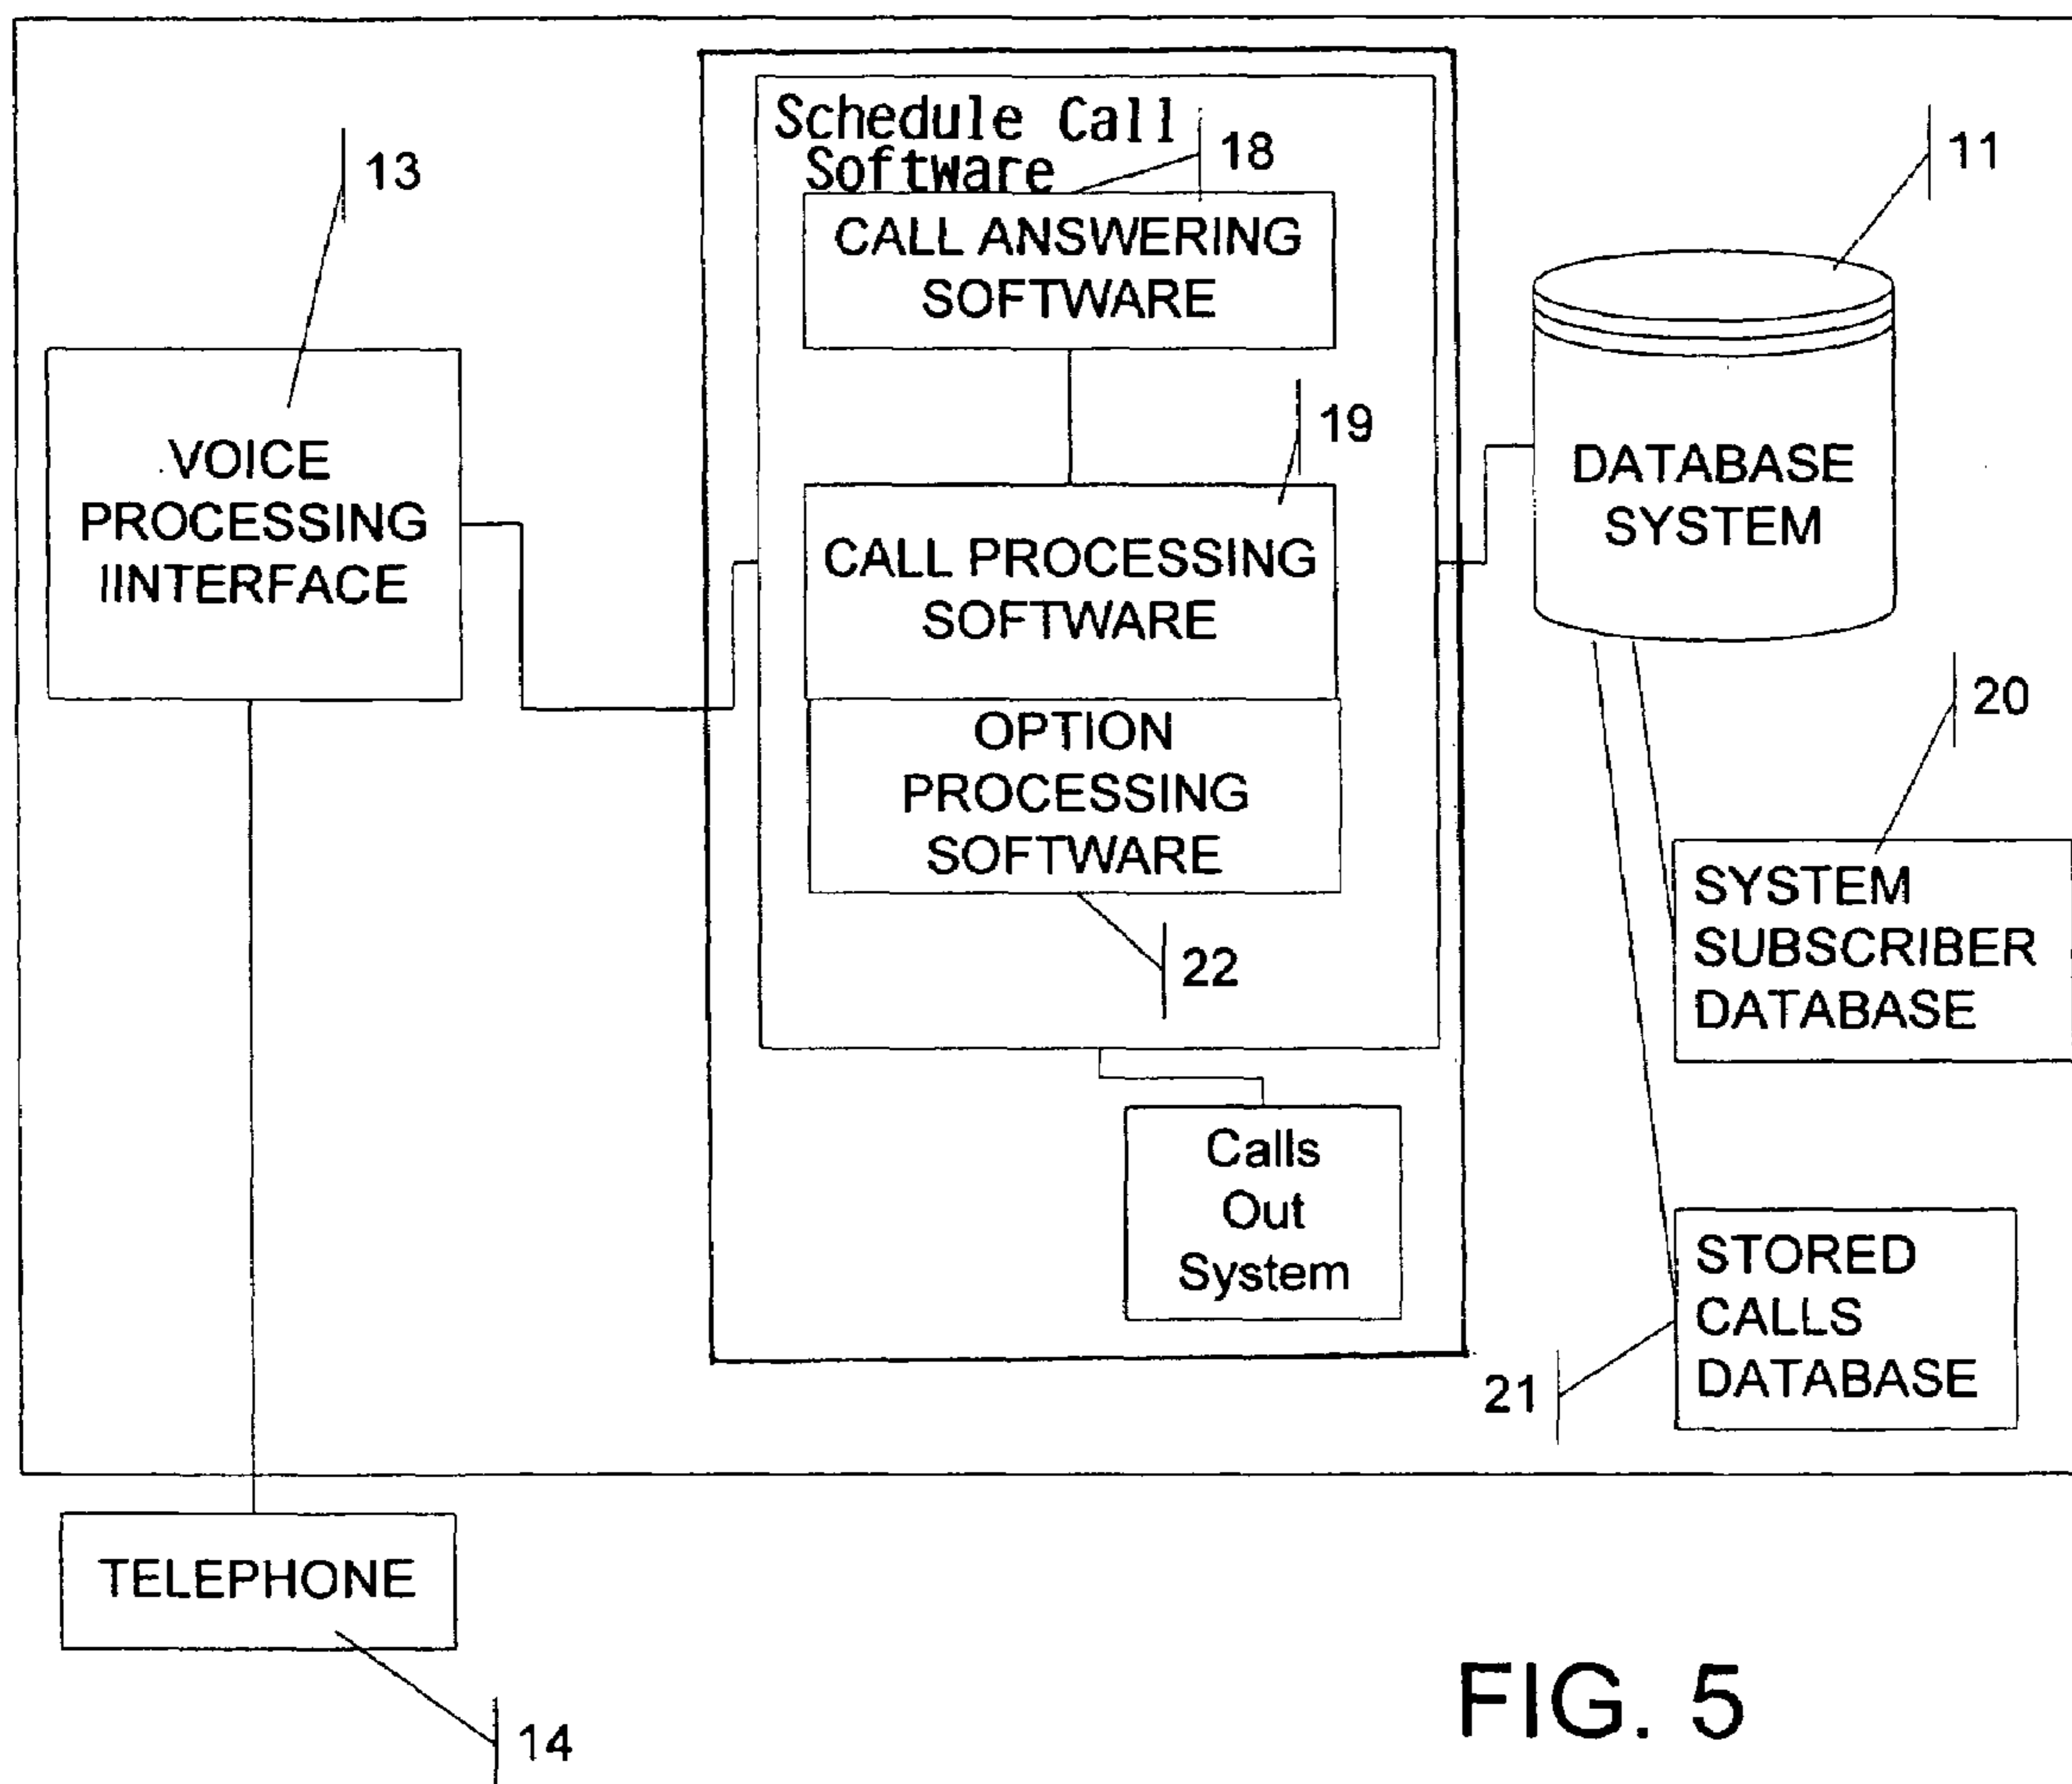 Schedule Call
Software
18
11
13
CALL ANSWERING
SOFTWARE
19
VOICE
PROCESSING
IINTERFACE
DATABASE
SYSTEM
CALL PROCESSING
SOFTWARE
20
OPTION
PROCESSING
SOFTWARE
SYSTEM
SUBSCRIBER
DATABASE
22
Calls
Out
System
STORED
CALLS
DATABASE
21
TELEPHONE
14
FIG. 5